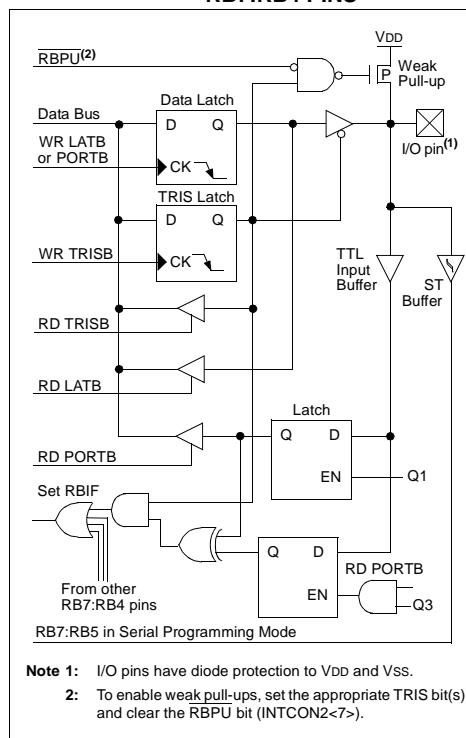 RBPU(2)
VDD
P
Weak
Pull-up
Data Bus
Data Latch
D Q
WR LATB
or PORTB
CK
I/O pin(1)
TRIS Latch
D Q
WR TRISB
CK
TTL
Input
Buffer
ST
Buffer
RD TRISB
RD LATB
Latch
Q D
RD PORTB
EN
Q1
Set RBIF
Q D
RD PORTB
From other
RB7:RB4 pins
EN
Q3
RB7:RB5 in Serial Programming Mode
Note 1: I/O pins have diode protection to VDD and VSS.
2: To enable weak pull-ups, set the appropriate TRIS bit(s)
and clear the RBPU bit (INTCON2<7>).